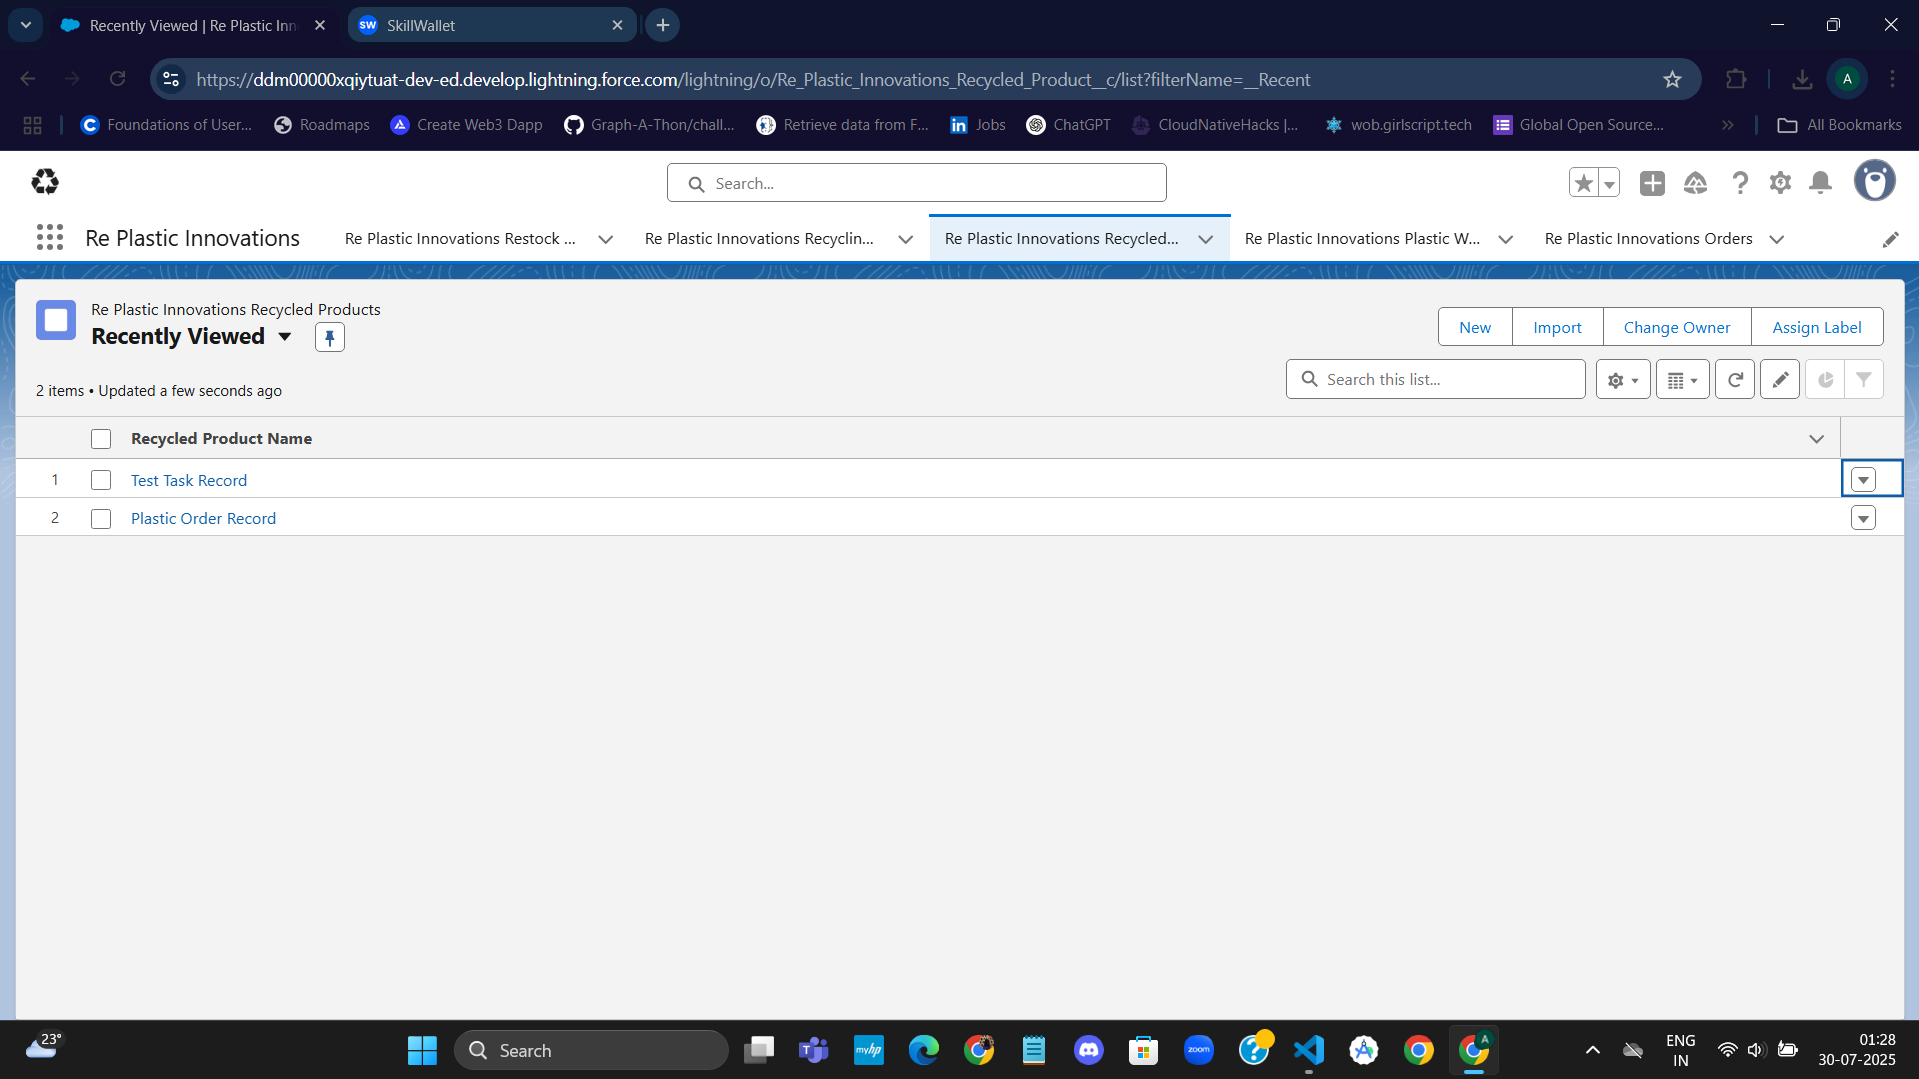 Recently Viewed | Re Plastic Inn
SW SkillWallet
https://ddm00000xqiytuat-dev-ed.develop.lightning.force.com/lightning/o/Re_Plastic_Innovations_Recycled_Product__c/list?filterName=__Recent
A
Foundations of User... Roadmaps Create Web3 Dapp Graph-A-Thon/chall... Retrieve data from F... Jobs ChatGPT CloudNativeHacks |... wob.girlscript.tech Global Open Source... All Bookmarks
Search...
Re Plastic Innovations Re Plastic Innovations Restock ... Re Plastic Innovations Recyclin... Re Plastic Innovations Recycled... Re Plastic Innovations Plastic W... Re Plastic Innovations Orders
Re Plastic Innovations Recycled Products
Recently Viewed
New Import Change Owner Assign Label
2 items • Updated a few seconds ago
Search this list...
Recycled Product Name
1 Test Task Record
2 Plastic Order Record
23°
Search
myhp
zoom
A
ENG
IN
01:28
30-07-2025